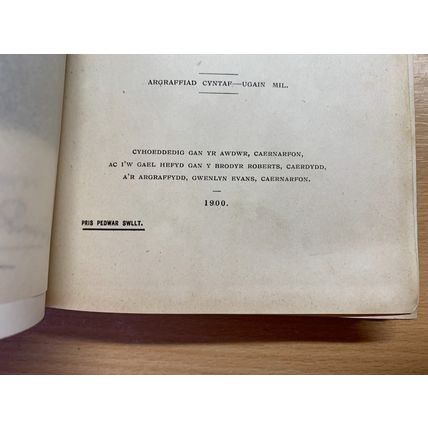 ARGRAFFIAD CYNTAF—UGAIN MIL.
CYHOEDDEDIG GAN YR AWDWR, CAERNARFON,
AC I'W GAEL HEFYD GAN Y BRODYR ROBERTS, CAERDYDD,
A'R ARGRAFFYDD, GWENLYN EVANS, CAERNARFON.
1900.
PRIS PEDWAR SWLLT.